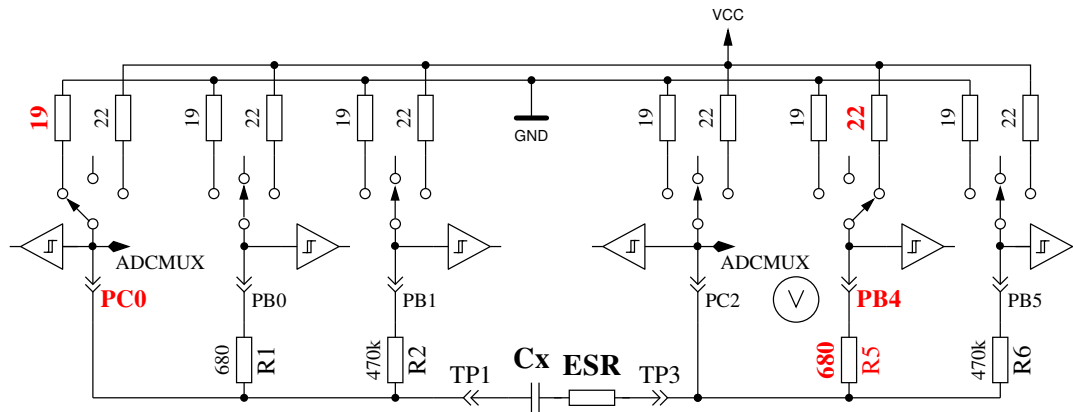 VCC
19
22
19
22
19
22
GND
19
22
19
22
19
22
ADCMUX
ADCMUX
PC0
PB0
PB1
PC2
V
PB4
PB5
680
R1
470k
R2
TP1
Cx
ESR
TP3
680
R5
470k
R6